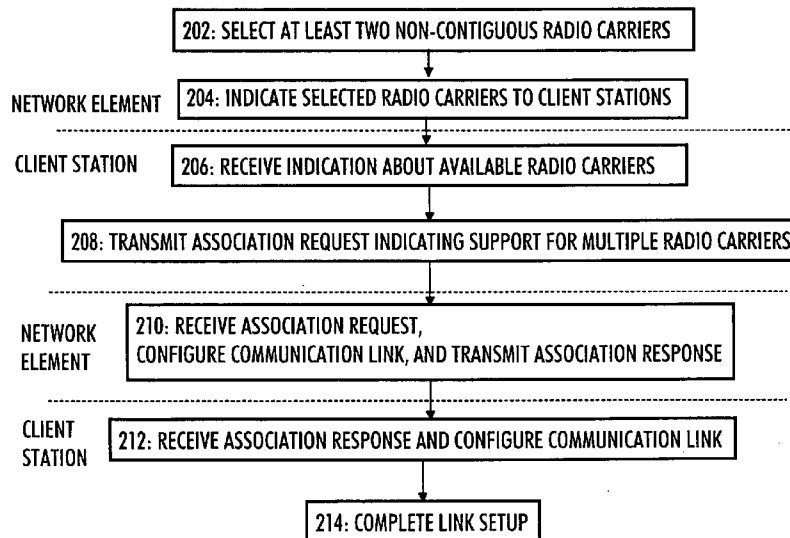 202: SELECT AT LEAST TWO NON-CONTIGUOUS RADIO CARRIERS
NETWORK ELEMENT
204: INDICATE SELECTED RADIO CARRIERS TO CLIENT STATIONS
CLIENT STATION
206: RECEIVE INDICATION ABOUT AVAILABLE RADIO CARRIERS
208: TRANSMIT ASSOCIATION REQUEST INDICATING SUPPORT FOR MULTIPLE RADIO CARRIERS
NETWORK
ELEMENT
210: RECEIVE ASSOCIATION REQUEST,
CONFIGURE COMMUNICATION LINK, AND TRANSMIT ASSOCIATION RESPONSE
CLIENT
STATION
212: RECEIVE ASSOCIATION RESPONSE AND CONFIGURE COMMUNICATION LINK
214: COMPLETE LINK SETUP